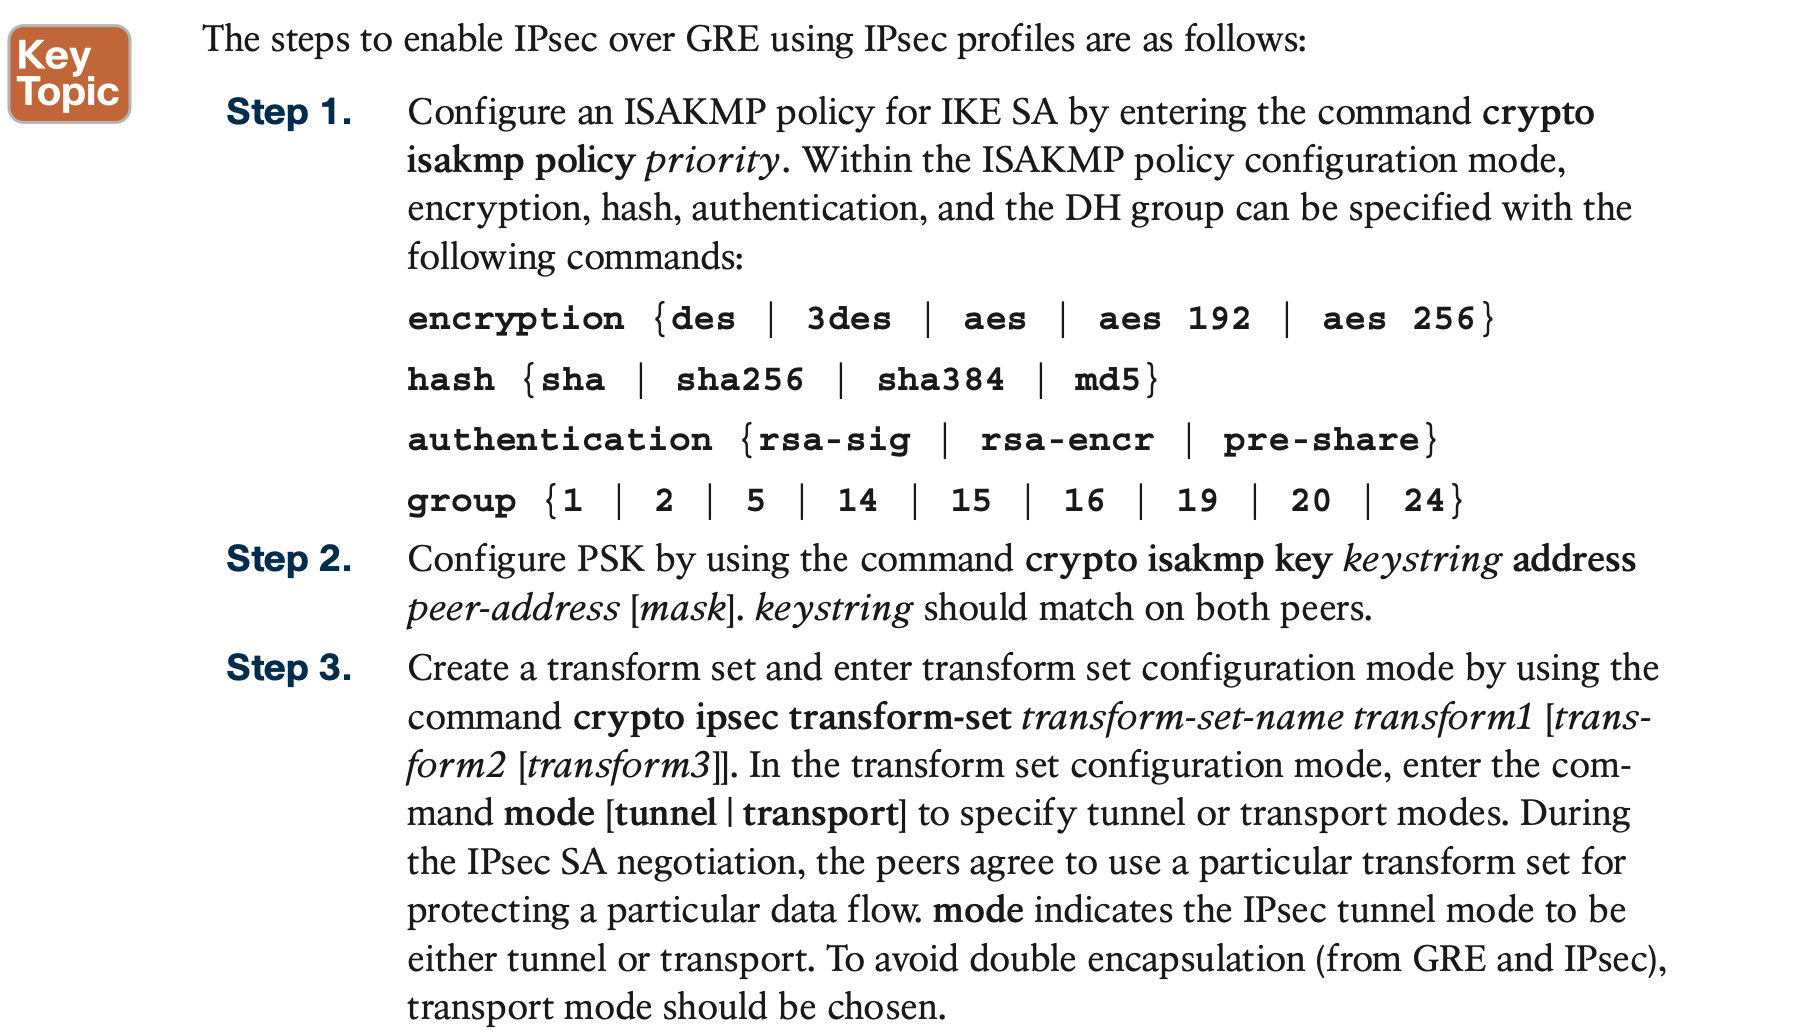 Key
Topic
The steps to enable IPsec over GRE using IPsec profiles are as follows:
Step 1. Configure an ISAKMP policy for IKE SA by entering the command crypto
isakmp policy priority. Within the ISAKMP policy configuration mode,
encryption, hash, authentication, and the DH group can be specified with the
following commands:
encryption {des | 3des | aes | aes 192 | aes 256}
hash {sha | sha256 | sha384 | md5}
authentication {rsa-sig | rsa-encr | pre-share}
group {1 | 2 | 5 | 14 | 15 | 16 | 19 | 20 | 24}
Step 2. Configure PSK by using the command crypto isakmp key keystring address
peer-address [mask]. keystring should match on both peers.
Step 3. Create a transform set and enter transform set configuration mode by using the
command crypto ipsec transform-set transform-set-name transform1 [trans-
form2 [transform3]]. In the transform set configuration mode, enter the com-
mand mode [tunnel | transport] to specify tunnel or transport modes. During
the IPsec SA negotiation, the peers agree to use a particular transform set for
protecting a particular data flow. mode indicates the IPsec tunnel mode to be
either tunnel or transport. To avoid double encapsulation (from GRE and IPsec),
transport mode should be chosen.